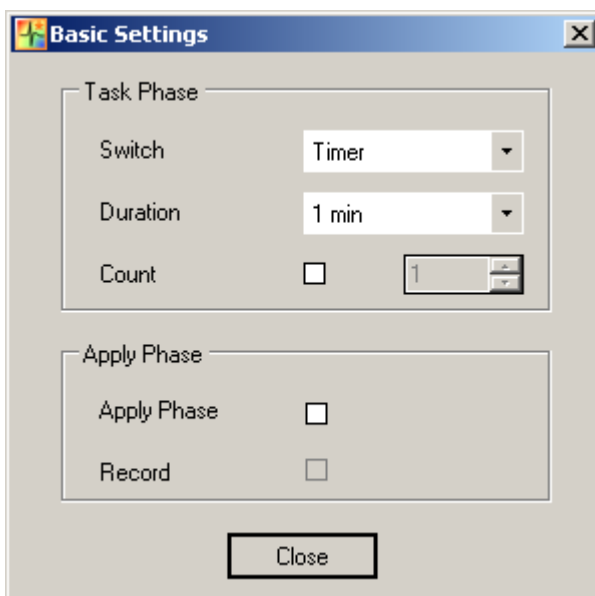 Basic Settings
Task Phase
Switch Timer
Duration 1 min
Count 1
Apply Phase
Apply Phase
Record
Close